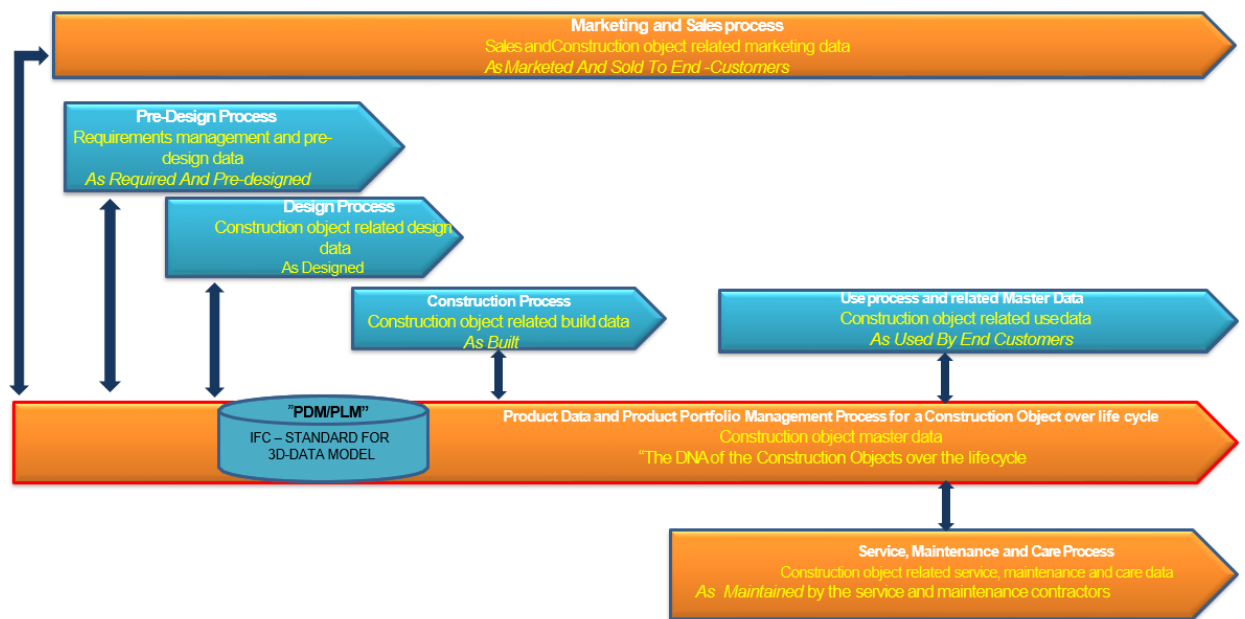 Marketing and Sales process
Sales and Construction object related marketing data
As Marketed And Sold To End -Customers
Pre-Design Process
Requirements management and pre-
design data
As Required And Pre-designed
Design Process
Construction object related design
data
As Designed
Construction Process
Construction object related build data
As Built
Use process and related Master Data
Construction object related use data
As Used By End Customers
"PDM/PLM"
IFC – STANDARD FOR
3D-DATA MODEL
Product Data and Product Portfolio Management Process for a Construction Object over life cycle
Construction object master data
"The DNA of the Construction Objects over the lifecycle
Service, Maintenance and Care Process
Construction object related service, maintenance and care data
As Maintained by the service and maintenance contractors